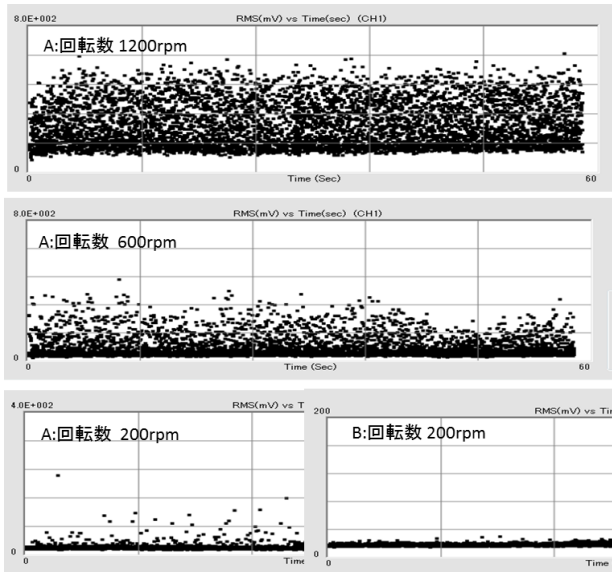 8.0E+002 RMS(mV) vs Time(sec) (CH1)
A:回転数 1200rpm
0
0 Time (Sec) 60
8.0E+002 RMS(mV) vs Time(sec) (CH1)
A:回転数 600rpm
0
0 Time (Sec) 60
4.0E+002 RMS(mV) vs T
A:回転数 200rpm
0
0 Time
200 RMS(mV) vs Tir
B:回転数 200rpm
0
0 Time